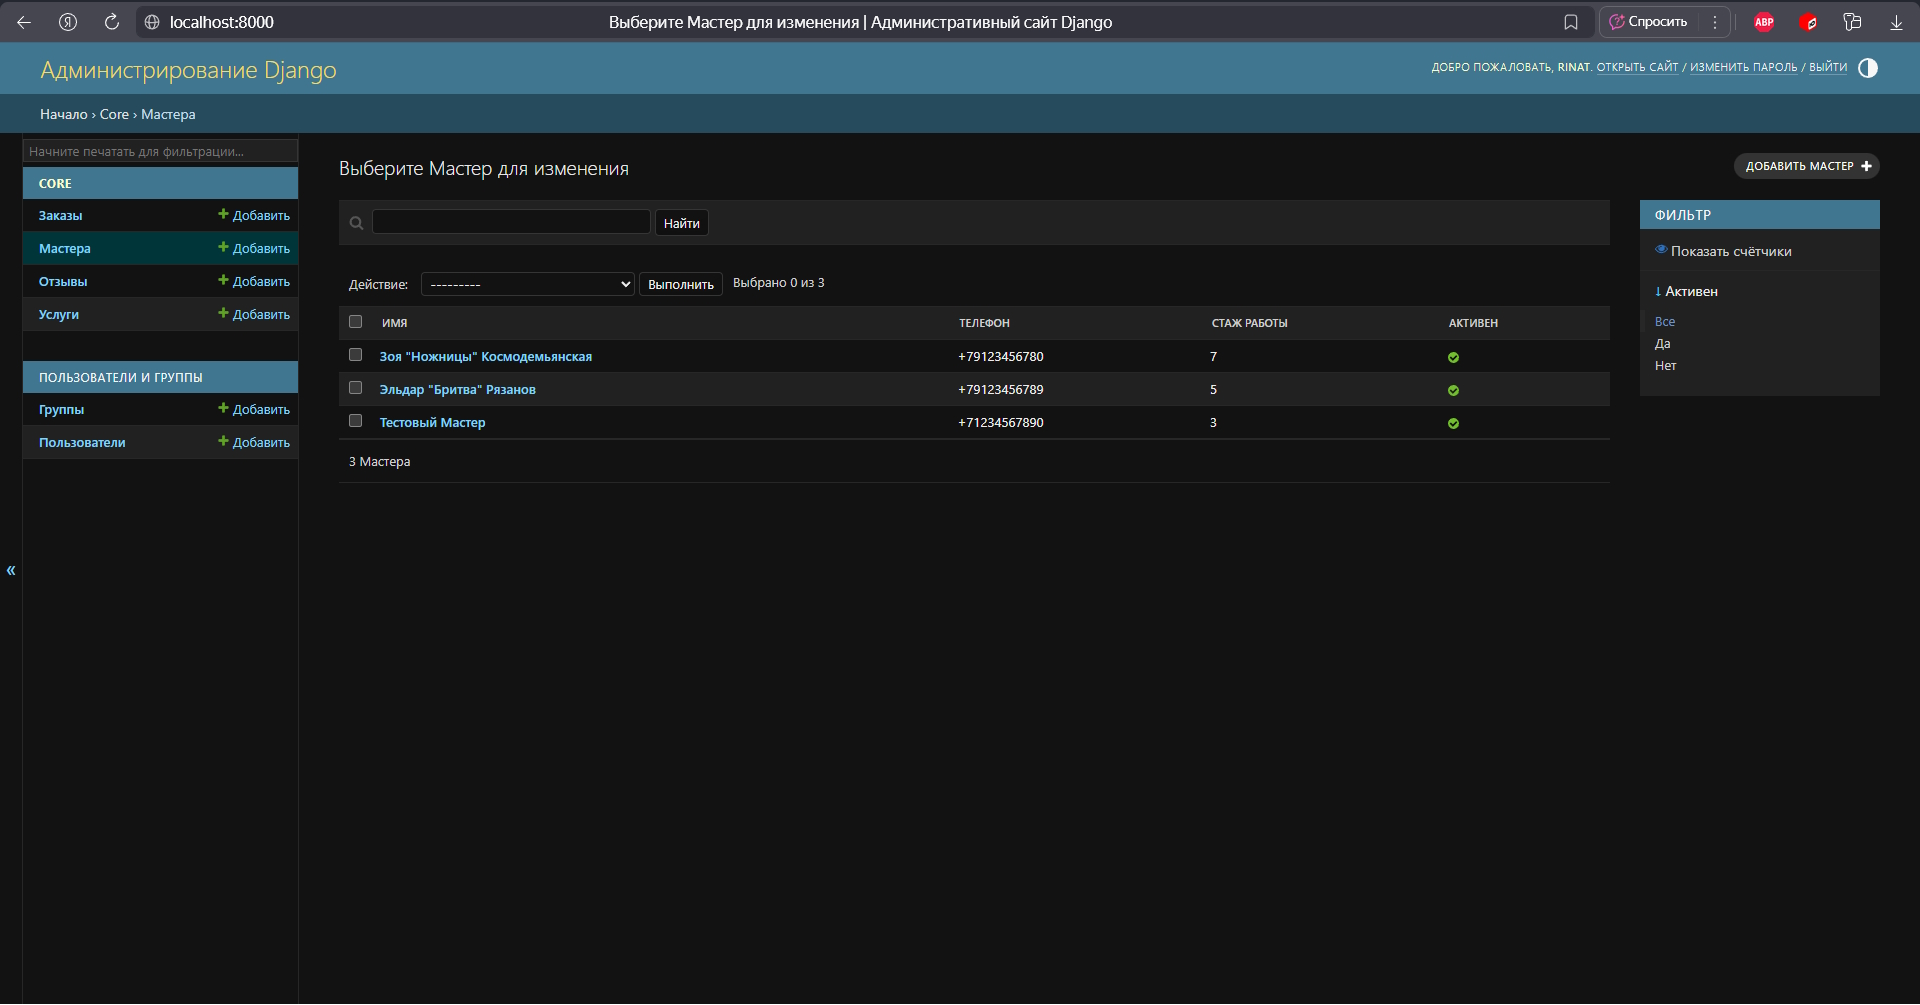 localhost:8000
Выберите Мастер для изменения | Административный сайт Django
Спросить
ABP
Администрирование Django
ДОБРО ПОЖАЛОВАТЬ, RINAT. ОТКРЫТЬ САЙТ / ИЗМЕНИТЬ ПАРОЛЬ / ВЫЙТИ
Начало › Core › Мастера
Начните печатать для фильтрации...
CORE
Заказы Добавить
Мастера Добавить
Отзывы Добавить
Услуги Добавить
ПОЛЬЗОВАТЕЛИ И ГРУППЫ
Группы Добавить
Пользователи Добавить
«
Выберите Мастер для изменения
ДОБАВИТЬ МАСТЕР
Найти
Действие: --------- Выполнить Выбрано 0 из 3
ИМЯ ТЕЛЕФОН СТАЖ РАБОТЫ АКТИВЕН
Зоя "Ножницы" Космодемьянская +79123456780 7
Эльдар "Бритва" Рязанов +79123456789 5
Тестовый Мастер +71234567890 3
3 Мастера
ФИЛЬТР
Показать счётчики
↓ Активен
Все
Да
Нет